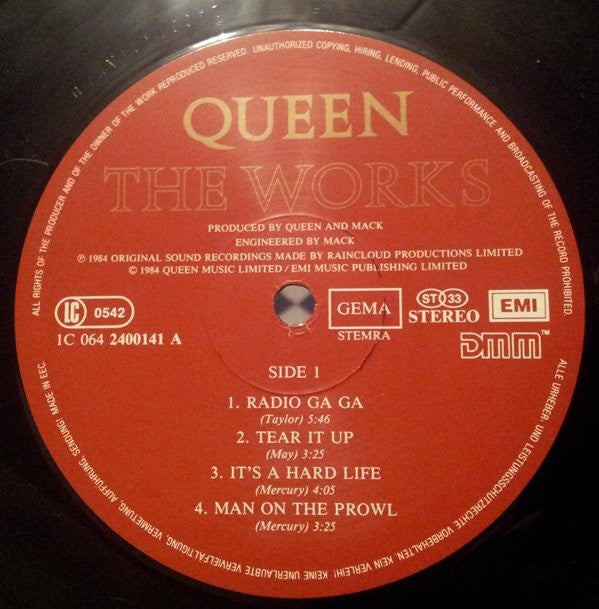 ALL RIGHTS OF THE PRODUCER AND OF THE OWNER OF THE WORK REPRODUCED RESERVED. UNAUTHORIZED COPYING, HIRING, LENDING, PUBLIC PERFORMANCE AND BROADCASTING OF THE RECORD PROHIBITED.
QUEEN
THE WORKS
PRODUCED BY QUEEN AND MACK
ENGINEERED BY MACK
℗ 1984 ORIGINAL SOUND RECORDINGS MADE BY RAINCLOUD PRODUCTIONS LIMITED
© 1984 QUEEN MUSIC LIMITED / EMI MUSIC PUBLISHING LIMITED
LC 0542
1C 064 2400141 A
GEMA
STEMRA
ST 33
STEREO
EMI
DMM™
SIDE 1
1. RADIO GA GA
(Taylor) 5:46
2. TEAR IT UP
(May) 3:25
3. IT'S A HARD LIFE
(Mercury) 4:05
4. MAN ON THE PROWL
(Mercury) 3:25
ALLE URHEBER- UND LEISTUNGSSCHUTZRECHTE VORBEHALTEN. KEIN VERLEIH! KEINE UNERLAUBTE VERVIELFÄLTIGUNG, VERMIETUNG, AUFFÜHRUNG, SENDUNG! MADE IN EEC.